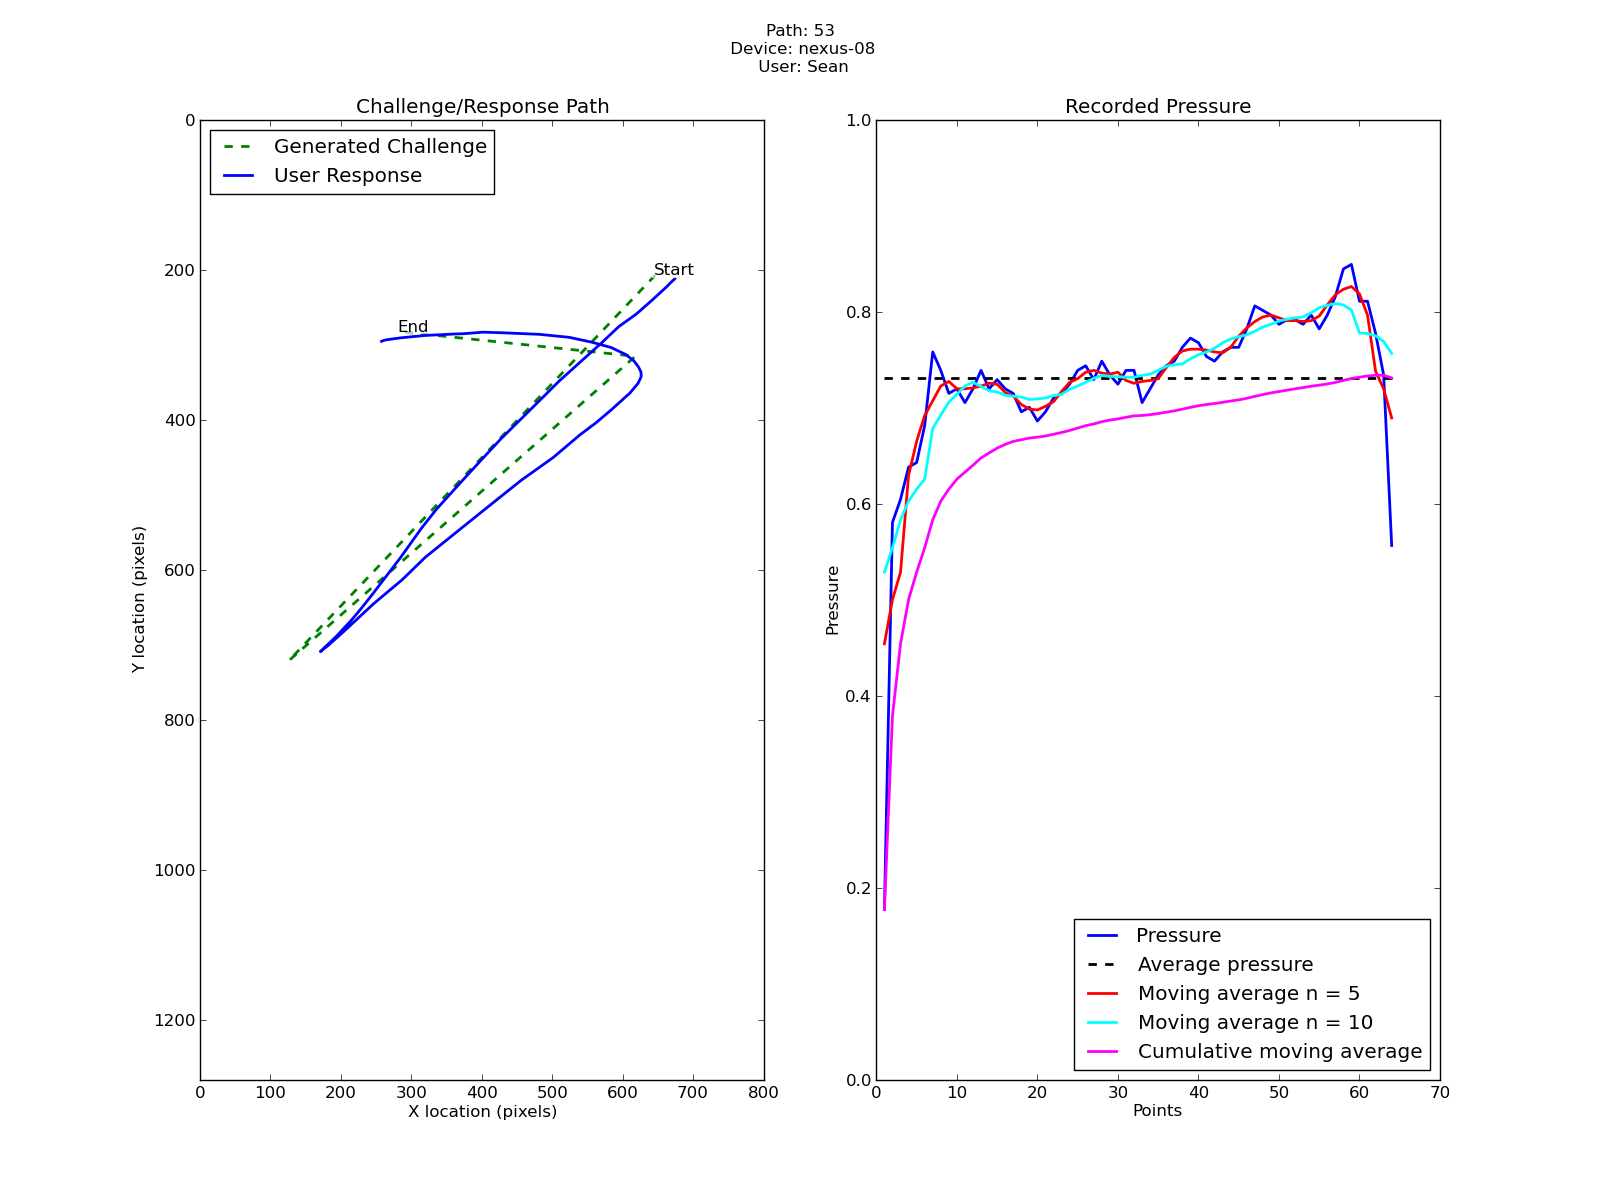 Path: 53
Device: nexus-08
User: Sean
Challenge/Response Path
Generated Challenge
User Response
Start
End
0
200
400
600
800
1000
1200
Y location (pixels)
0 100 200 300 400 500 600 700 800
X location (pixels)
Recorded Pressure
1.0
0.8
0.6
0.4
0.2
0.0
Pressure
Pressure
Average pressure
Moving average n = 5
Moving average n = 10
Cumulative moving average
0 10 20 30 40 50 60 70
Points